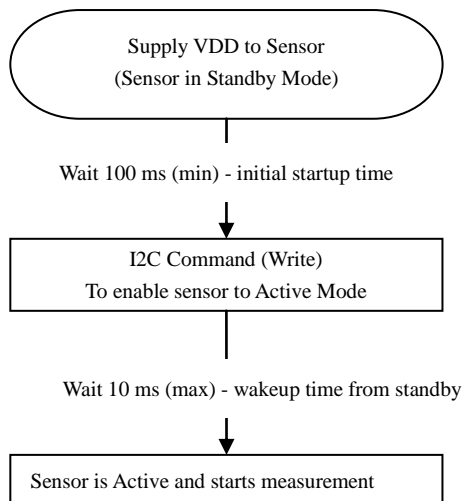 Supply VDD to Sensor
(Sensor in Standby Mode)
Wait 100 ms (min) - initial startup time
I2C Command (Write)
To enable sensor to Active Mode
Wait 10 ms (max) - wakeup time from standby
Sensor is Active and starts measurement